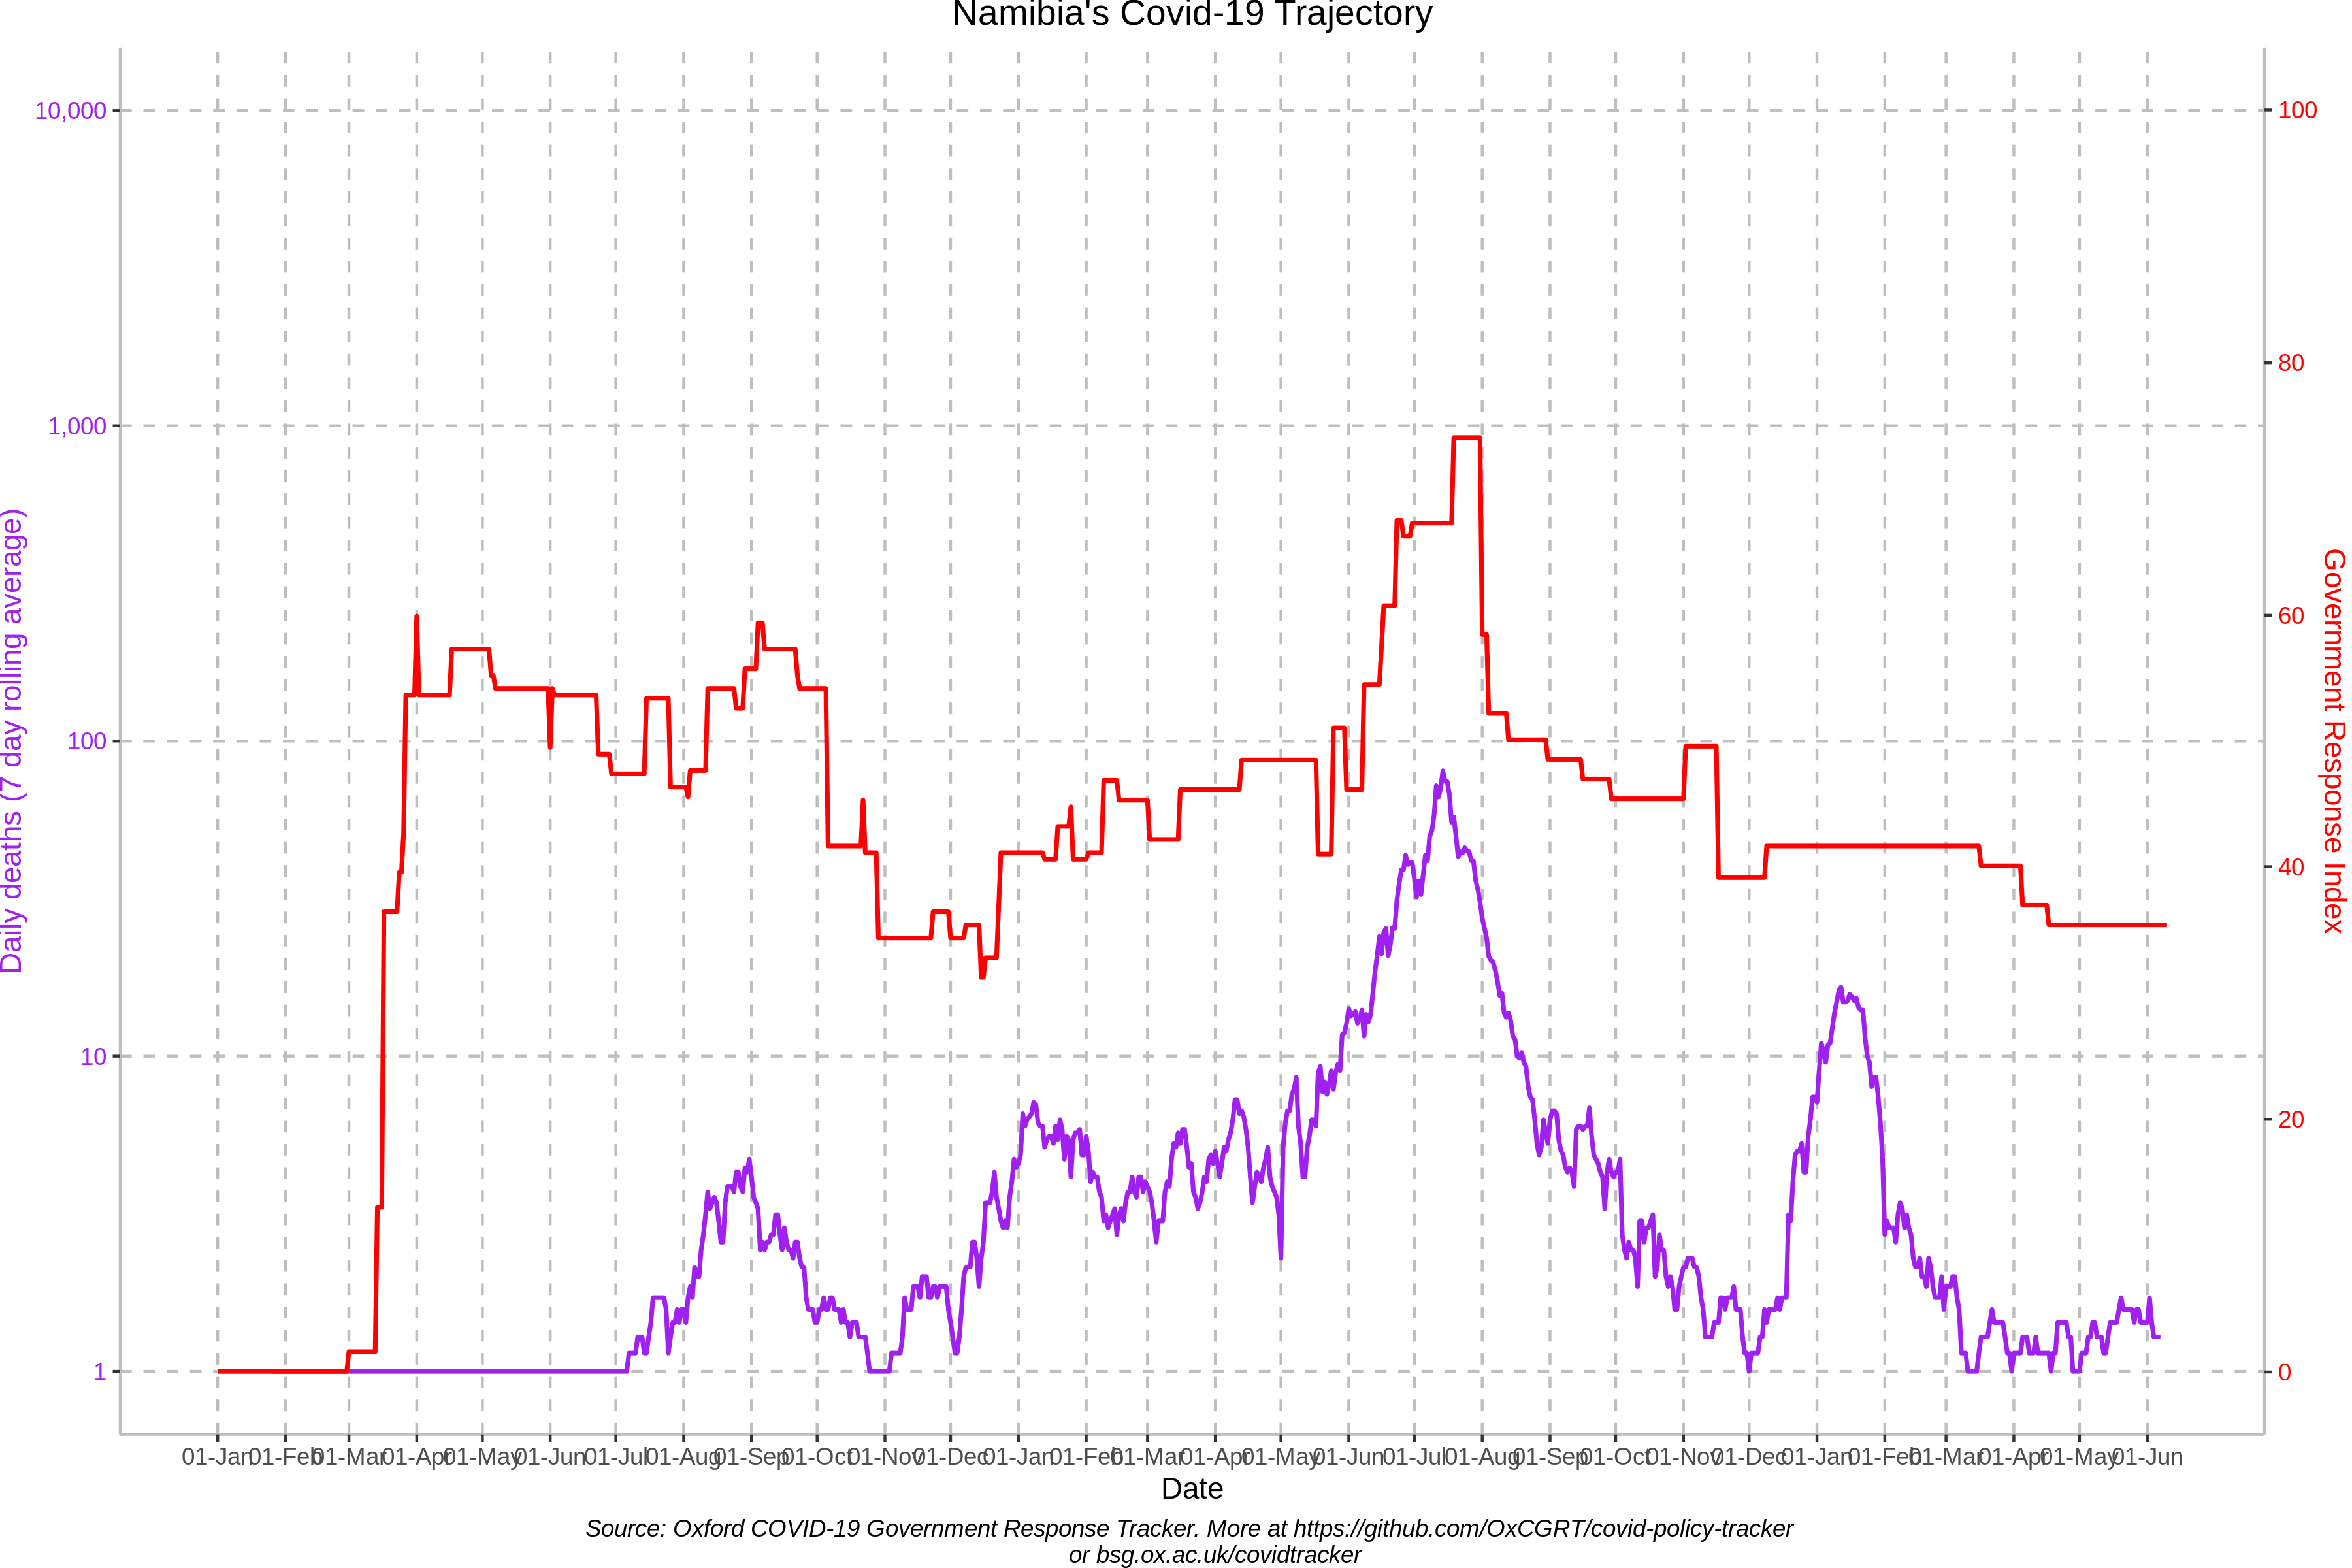 Namibia's Covid-19 Trajectory
10,000
1,000
100
10
1
Daily deaths (7 day rolling average)
100
80
60
40
20
0
Government Response Index
01-Jan 01-Feb 01-Mar 01-Apr 01-May 01-Jun 01-Jul 01-Aug 01-Sep 01-Oct 01-Nov 01-Dec 01-Jan 01-Feb 01-Mar 01-Apr 01-May 01-Jun 01-Jul 01-Aug 01-Sep 01-Oct 01-Nov 01-Dec 01-Jan 01-Feb 01-Mar 01-Apr 01-May 01-Jun
Date
Source: Oxford COVID-19 Government Response Tracker. More at https://github.com/OxCGRT/covid-policy-tracker
or bsg.ox.ac.uk/covidtracker